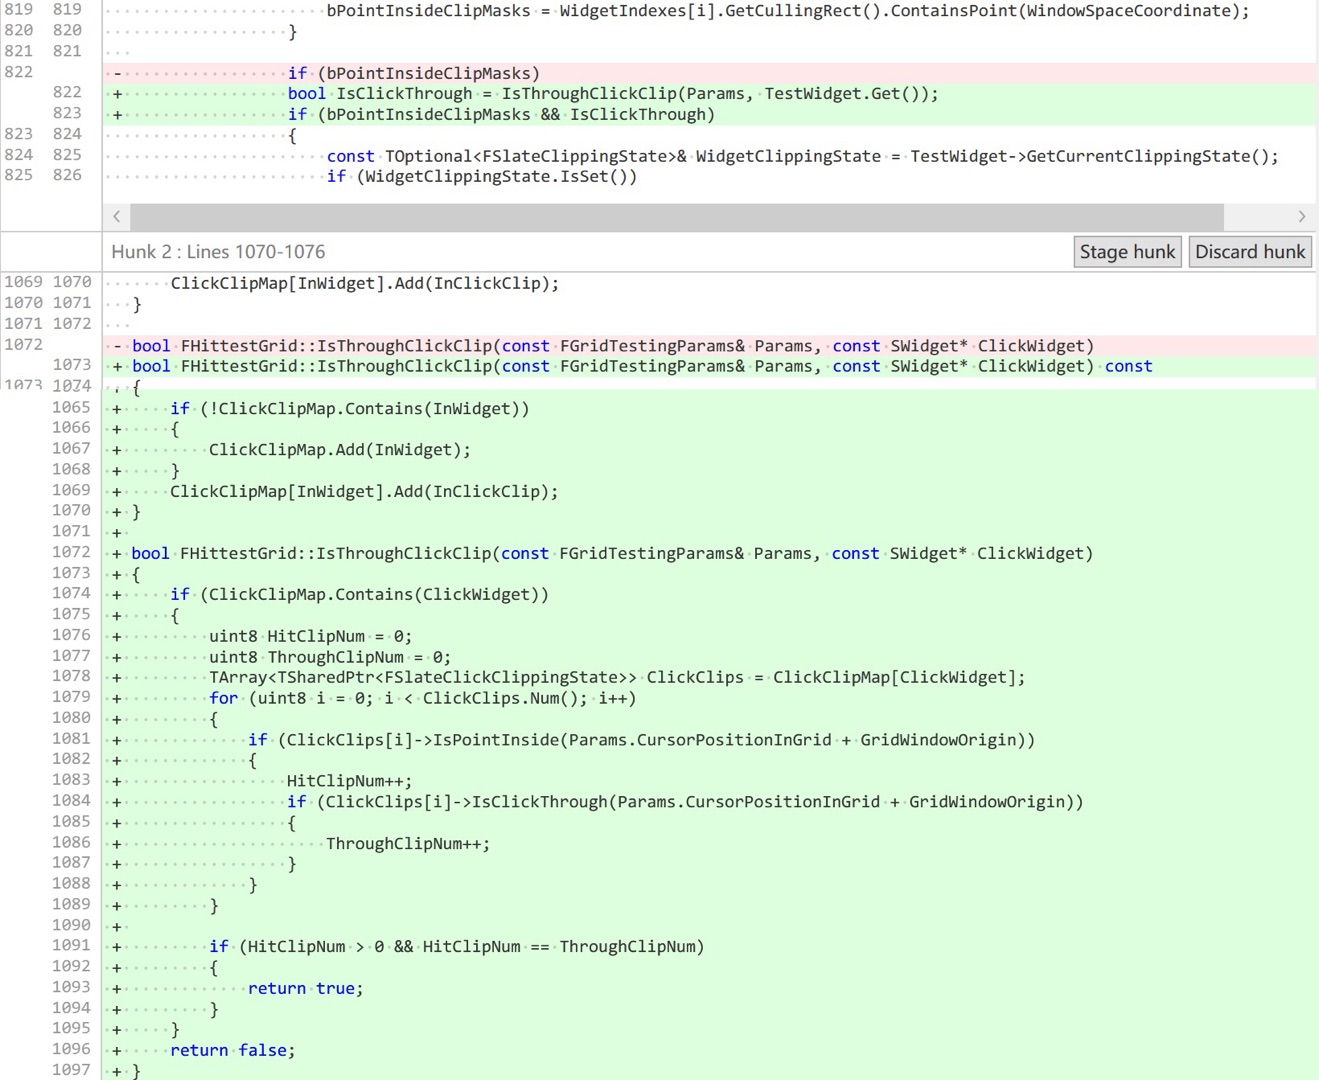 819 819 bPointInsideClipMasks = WidgetIndexes[i].GetCullingRect().ContainsPoint(WindowSpaceCoordinate);
820 820 }
821 821
822 - if (bPointInsideClipMasks)
822 + bool IsClickThrough = IsThroughClickClip(Params, TestWidget.Get());
823 + if (bPointInsideClipMasks && IsClickThrough)
823 824 {
824 825 const TOptional<FSlateClippingState>& WidgetClippingState = TestWidget->GetCurrentClippingState();
825 826 if (WidgetClippingState.IsSet())
Hunk 2 : Lines 1070-1076 Stage hunk Discard hunk
1069 1070 ClickClipMap[InWidget].Add(InClickClip);
1070 1071 }
1071 1072
1072 - bool FHittestGrid::IsThroughClickClip(const FGridTestingParams& Params, const SWidget* ClickWidget)
1073 + bool FHittestGrid::IsThroughClickClip(const FGridTestingParams& Params, const SWidget* ClickWidget) const
1073 1074 {
1065 + if (!ClickClipMap.Contains(InWidget))
1066 + {
1067 + ClickClipMap.Add(InWidget);
1068 + }
1069 + ClickClipMap[InWidget].Add(InClickClip);
1070 + }
1071 +
1072 + bool FHittestGrid::IsThroughClickClip(const FGridTestingParams& Params, const SWidget* ClickWidget)
1073 + {
1074 + if (ClickClipMap.Contains(ClickWidget))
1075 + {
1076 + uint8 HitClipNum = 0;
1077 + uint8 ThroughClipNum = 0;
1078 + TArray<TSharedPtr<FSlateClickClippingState>> ClickClips = ClickClipMap[ClickWidget];
1079 + for (uint8 i = 0; i < ClickClips.Num(); i++)
1080 + {
1081 + if (ClickClips[i]->IsPointInside(Params.CursorPositionInGrid + GridWindowOrigin))
1082 + {
1083 + HitClipNum++;
1084 + if (ClickClips[i]->IsClickThrough(Params.CursorPositionInGrid + GridWindowOrigin))
1085 + {
1086 + ThroughClipNum++;
1087 + }
1088 + }
1089 + }
1090 +
1091 + if (HitClipNum > 0 && HitClipNum == ThroughClipNum)
1092 + {
1093 + return true;
1094 + }
1095 + }
1096 + return false;
1097 + }